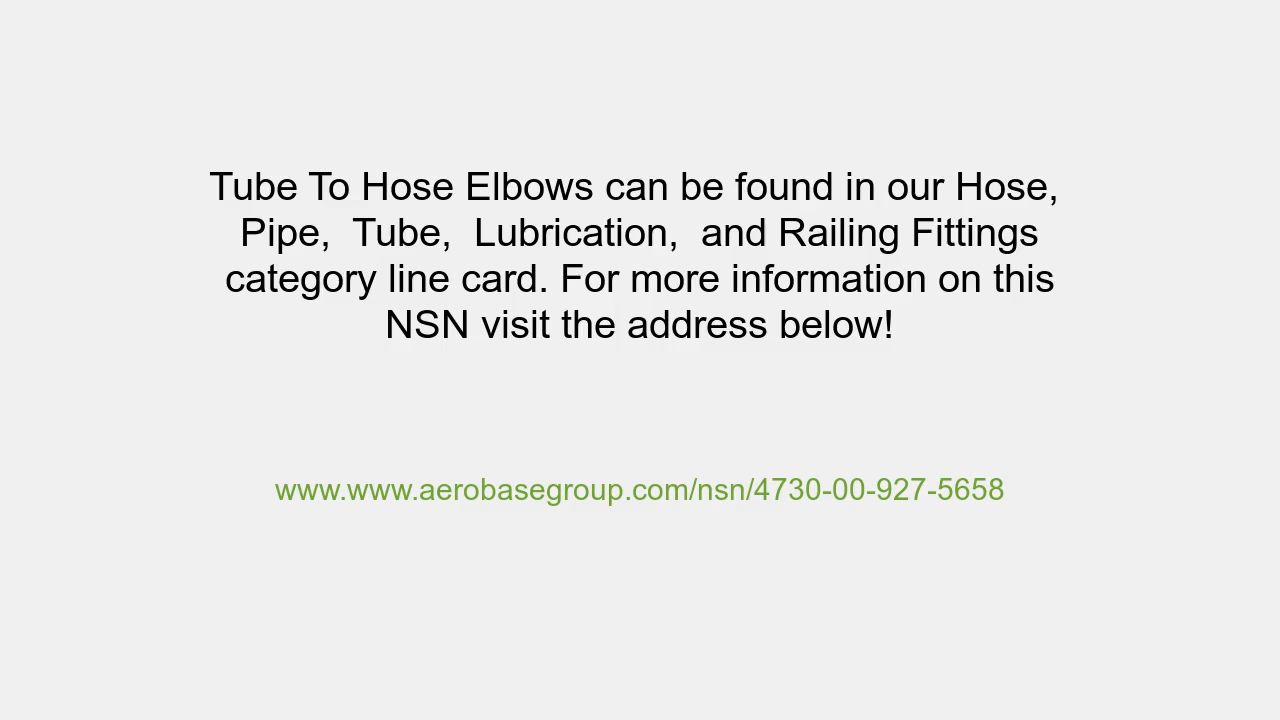 Tube To Hose Elbows can be found in our Hose,
Pipe,  Tube,  Lubrication,  and Railing Fittings
category line card. For more information on this
NSN visit the address below!
www.www.aerobasegroup.com/nsn/4730-00-927-5658